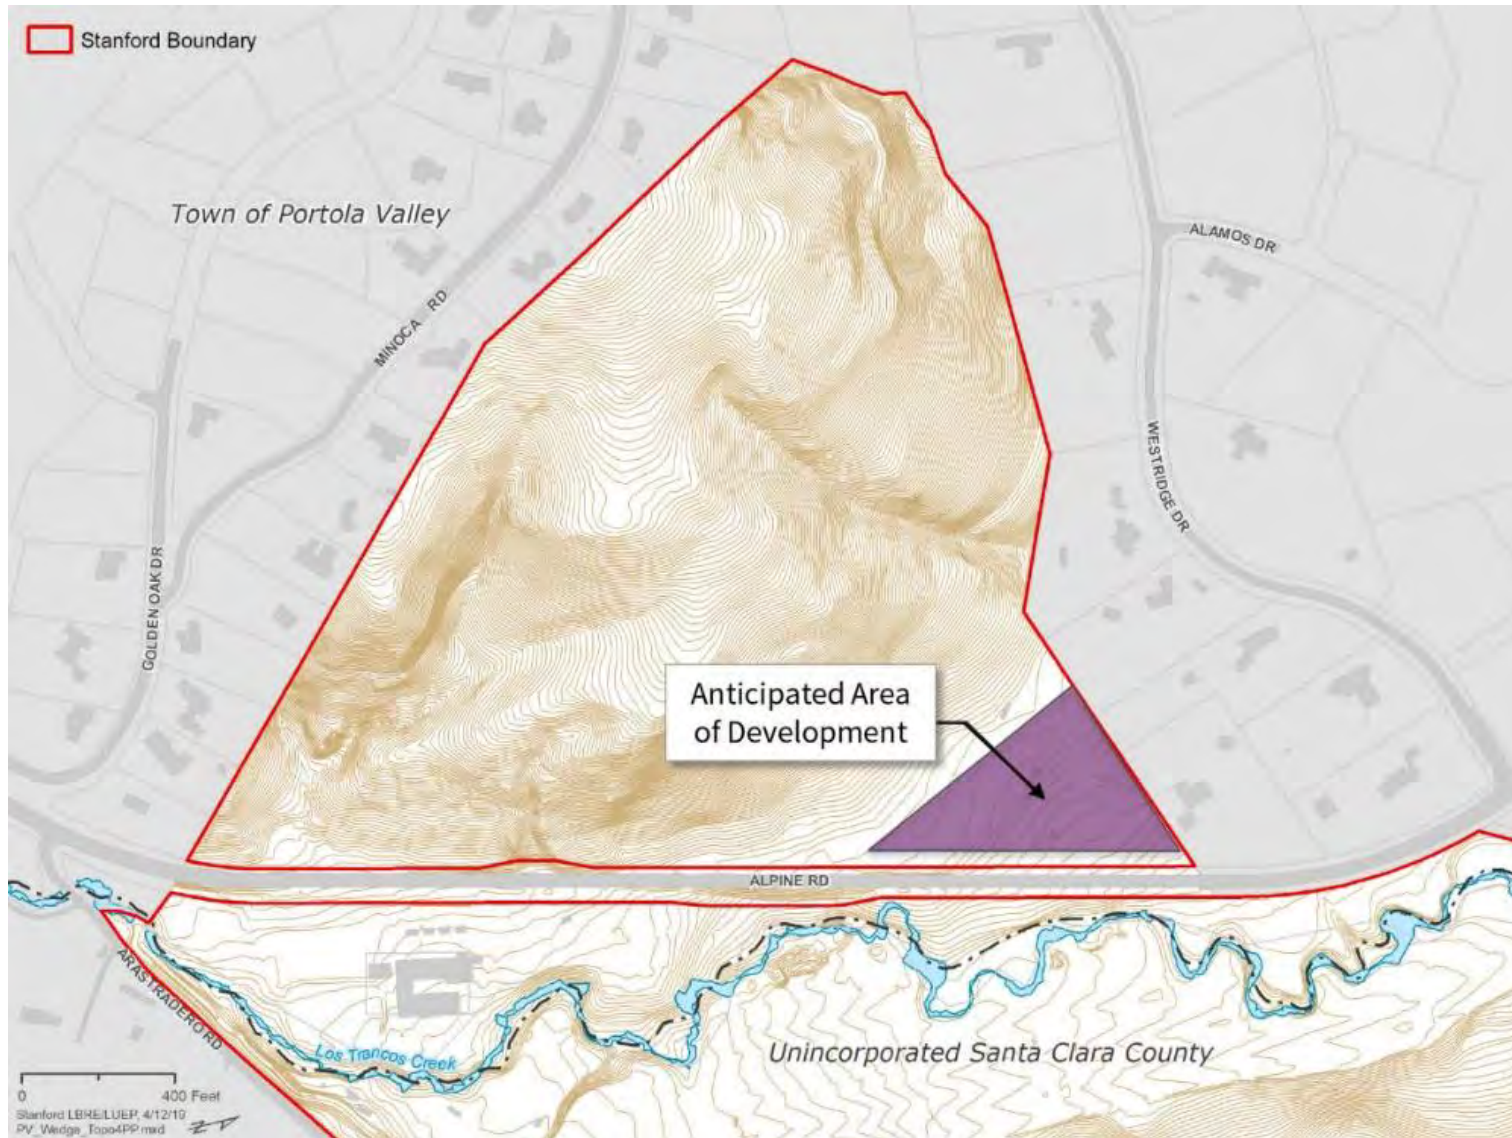 Stanford Boundary
Town of Portola Valley
ALAMOS DR
MINOCA RD
WESTRIDGE DR
GOLDEN OAK DR
Anticipated Area
of Development
ALPINE RD
ARASTRADERO RD
Los Trancos Creek
Unincorporated Santa Clara County
0 400 Feet
Stanford LBRE/LUEP, 4/12/19
PV_Wedge_Topo4PP.mxd
Z